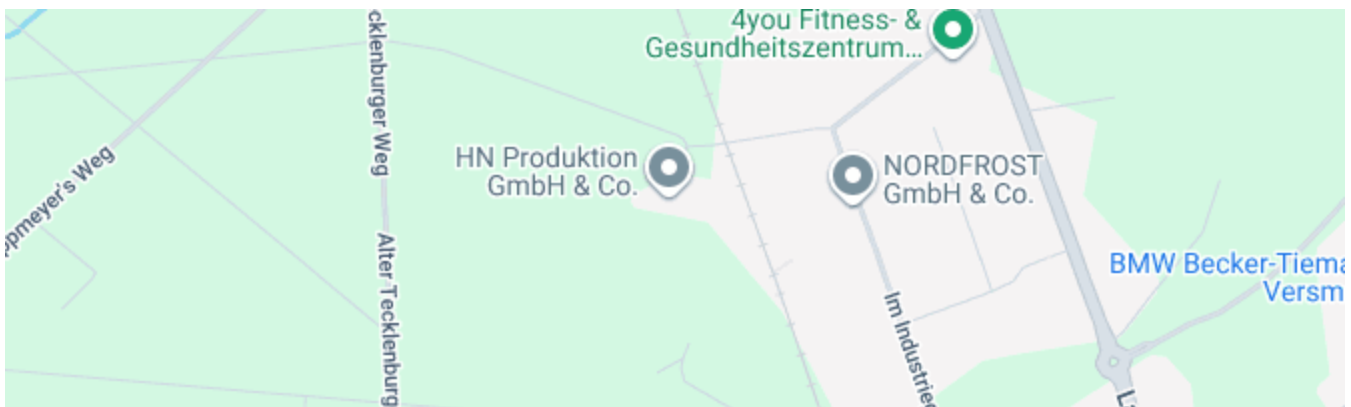 4you Fitness- &
Gesundheitszentrum...
cklenburger Weg
HN Produktion
GmbH & Co.
NORDFROST
GmbH & Co.
ppmeyer's Weg
Alter Tecklenburg
BMW Becker-Tiema
Versm
Im Industrieg
L